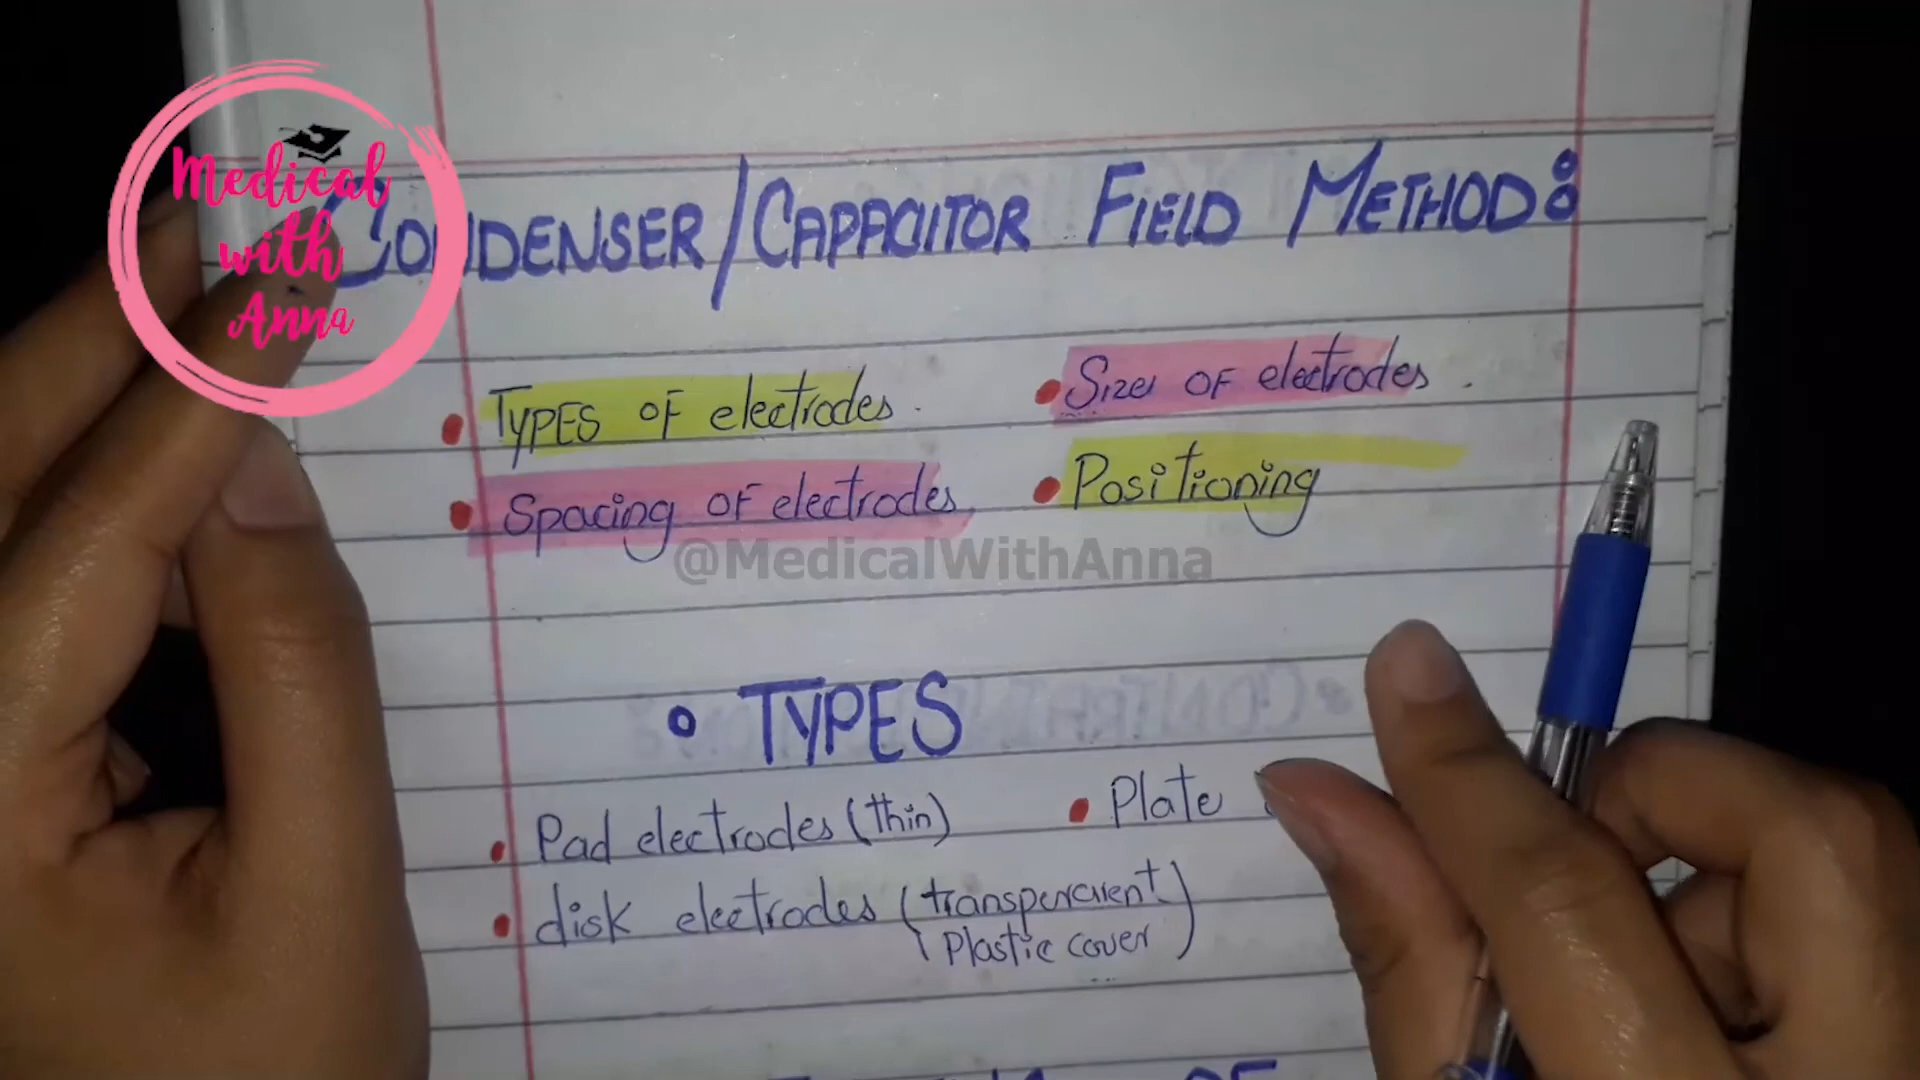 Medical
with
Anna
CONDENSER/CAPACITOR FIELD METHOD:
• TYPES OF electrodes.
• Size OF electrodes.
• Spacing OF electrodes.
• Positioning
@MedicalWithAnna
• TYPES
• Pad electrodes (thin)
• Plate
• disk electrodes (transperarent
Plastic cover)